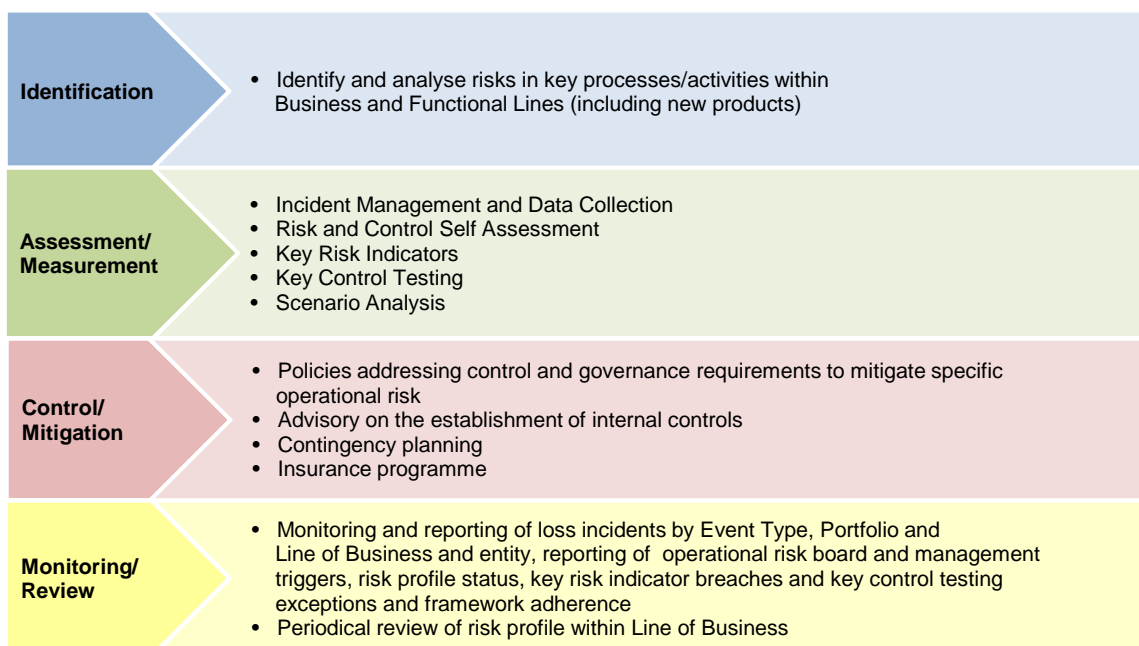 Identification
• Identify and analyse risks in key processes/activities within
Business and Functional Lines (including new products)
Assessment/
Measurement
• Incident Management and Data Collection
• Risk and Control Self Assessment
• Key Risk Indicators
• Key Control Testing
• Scenario Analysis
Control/
Mitigation
• Policies addressing control and governance requirements to mitigate specific
operational risk
• Advisory on the establishment of internal controls
• Contingency planning
• Insurance programme
Monitoring/
Review
• Monitoring and reporting of loss incidents by Event Type, Portfolio and
Line of Business and entity, reporting of operational risk board and management
triggers, risk profile status, key risk indicator breaches and key control testing
exceptions and framework adherence
• Periodical review of risk profile within Line of Business